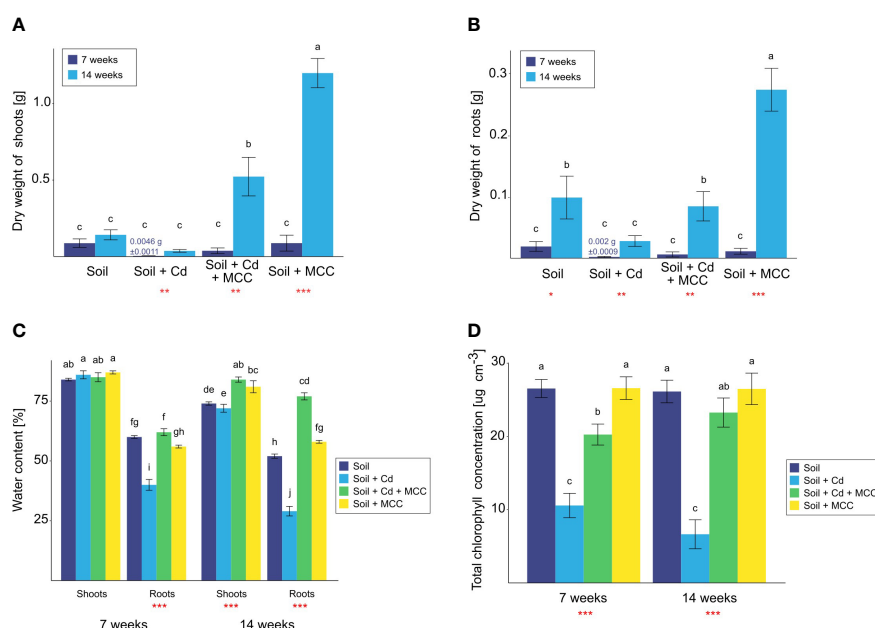 A
7 weeks
14 weeks
Dry weight of shoots [g]
1.0
0.5
c
c
c
c
c
b
c
a
0.0046 g
±0.0011
Soil
Soil + Cd
Soil + Cd
+ MCC
Soil + MCC
**
**
***
B
7 weeks
14 weeks
Dry weight of roots [g]
0.3
0.2
0.1
c
b
c
c
c
b
c
a
0.002 g
±0.0009
Soil
Soil + Cd
Soil + Cd
+ MCC
Soil + MCC
*
**
**
***
C
Water content [%]
75
50
25
ab
a
ab
a
fg
i
f
gh
de
e
ab
bc
h
j
cd
fg
Soil
Soil + Cd
Soil + Cd + MCC
Soil + MCC
Shoots
Roots
Shoots
Roots
***
***
***
7 weeks
14 weeks
D
Total chlorophyll concentration [ug cm⁻³]
30
20
10
a
c
b
a
a
c
ab
a
Soil
Soil + Cd
Soil + Cd + MCC
Soil + MCC
7 weeks
14 weeks
***
***